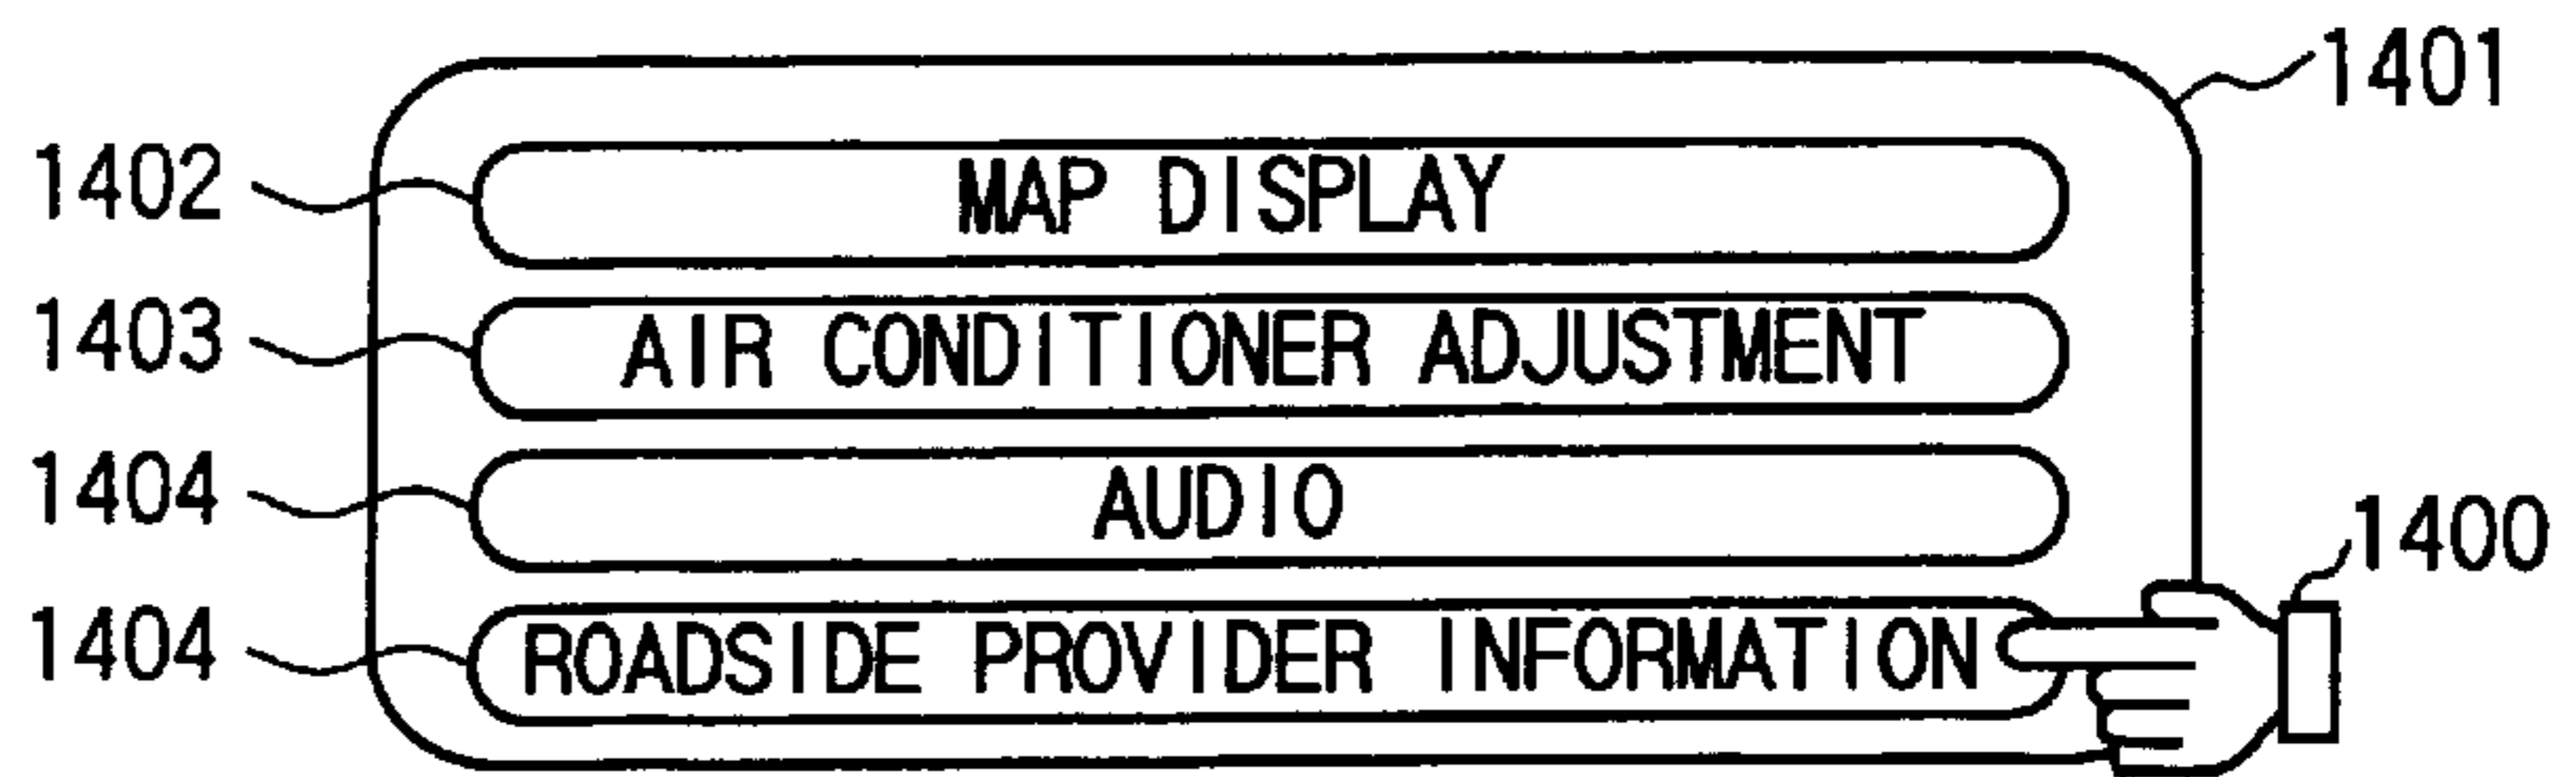 1401
1402 MAP DISPLAY
1403 AIR CONDITIONER ADJUSTMENT
1404 AUDIO
1400
1404 ROADSIDE PROVIDER INFORMATION